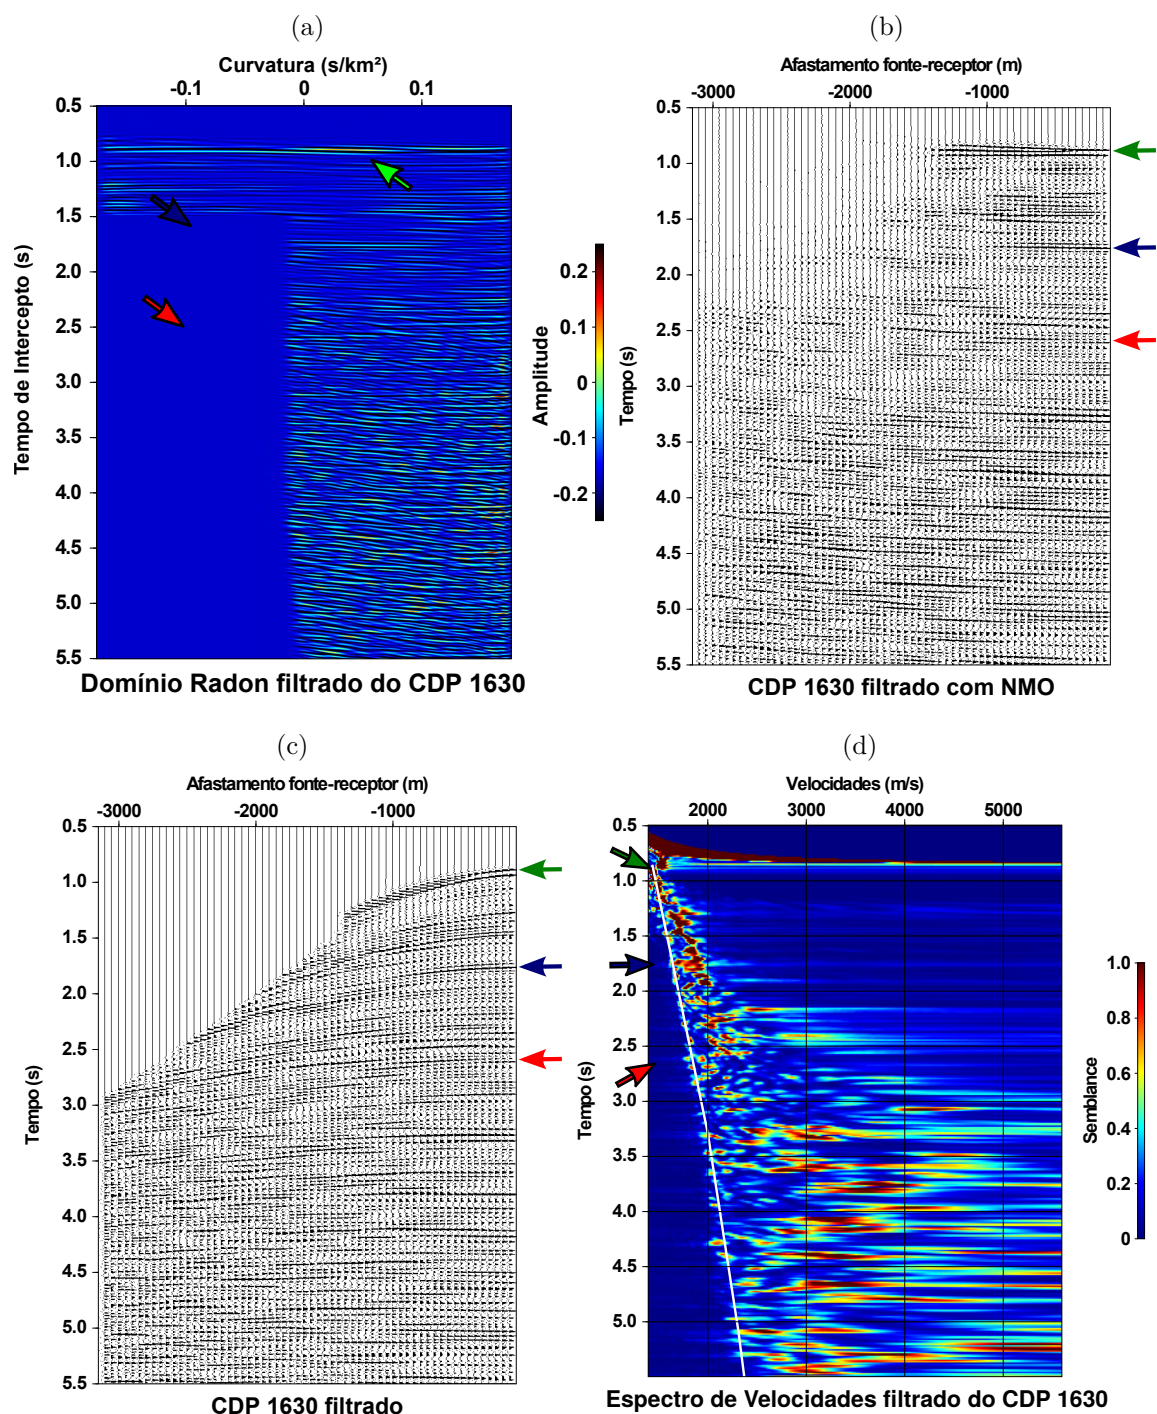 (a)
Curvatura (s/km²)
-0.1 0 0.1
0.5
1.0
1.5
2.0
2.5
3.0
3.5
4.0
4.5
5.0
5.5
Tempo de Intercepto (s)
Amplitude
0.2
0.1
0
-0.1
-0.2
Domínio Radon filtrado do CDP 1630
(b)
Afastamento fonte-receptor (m)
-3000 -2000 -1000
0.5
1.0
1.5
2.0
2.5
3.0
3.5
4.0
4.5
5.0
5.5
Tempo (s)
CDP 1630 filtrado com NMO
(c)
Afastamento fonte-receptor (m)
-3000 -2000 -1000
0.5
1.0
1.5
2.0
2.5
3.0
3.5
4.0
4.5
5.0
5.5
Tempo (s)
CDP 1630 filtrado
(d)
Velocidades (m/s)
2000 3000 4000 5000
0.5
1.0
1.5
2.0
2.5
3.0
3.5
4.0
4.5
5.0
Tempo (s)
Semblance
1.0
0.8
0.6
0.4
0.2
0
Espectro de Velocidades filtrado do CDP 1630